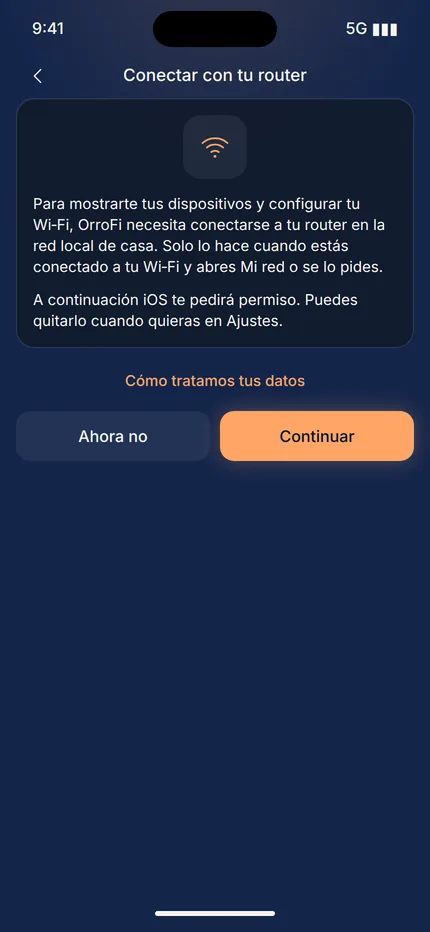 9:41
5G
Conectar con tu router
Para mostrarte tus dispositivos y configurar tu
Wi-Fi, OrroFi necesita conectarse a tu router en la
red local de casa. Solo lo hace cuando estás
conectado a tu Wi-Fi y abres Mi red o se lo pides.
A continuación iOS te pedirá permiso. Puedes
quitarlo cuando quieras en Ajustes.
Cómo tratamos tus datos
Ahora no
Continuar